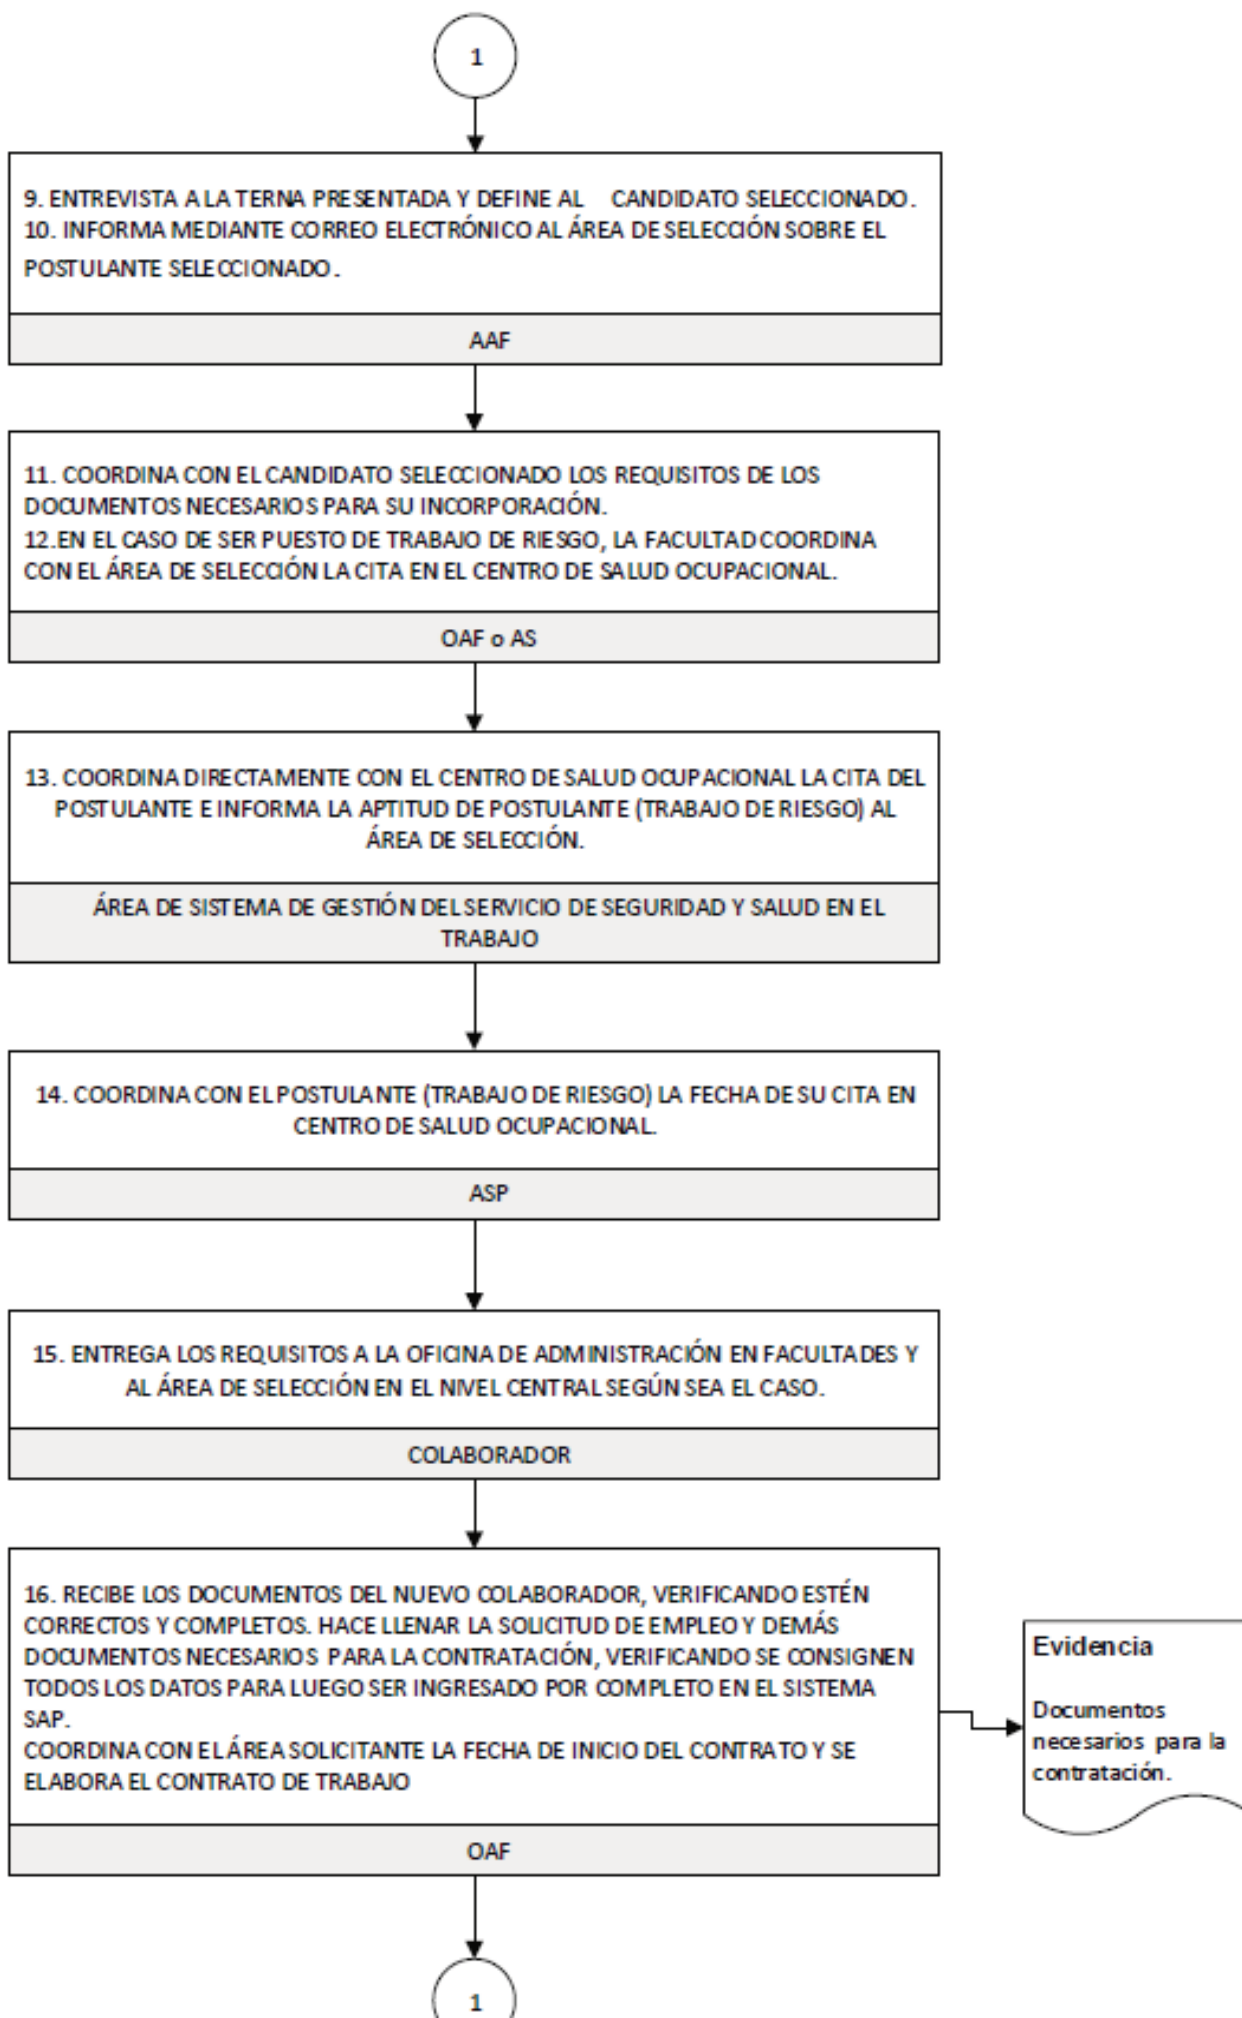 1
9. ENTREVISTA A LA TERNA PRESENTADA Y DEFINE AL CANDIDATO SELECCIONADO.
10. INFORMA MEDIANTE CORREO ELECTRÓNICO AL ÁREA DE SELECCIÓN SOBRE EL
POSTULANTE SELECCIONADO.
AAF
11. COORDINA CON EL CANDIDATO SELECCIONADO LOS REQUISITOS DE LOS
DOCUMENTOS NECESARIOS PARA SU INCORPORACIÓN.
12.EN EL CASO DE SER PUESTO DE TRABAJO DE RIESGO, LA FACULTAD COORDINA
CON EL ÁREA DE SELECCIÓN LA CITA EN EL CENTRO DE SALUD OCUPACIONAL.
OAF o AS
13. COORDINA DIRECTAMENTE CON EL CENTRO DE SALUD OCUPACIONAL LA CITA DEL
POSTULANTE E INFORMA LA APTITUD DE POSTULANTE (TRABAJO DE RIESGO) AL
ÁREA DE SELECCIÓN.
ÁREA DE SISTEMA DE GESTIÓN DEL SERVICIO DE SEGURIDAD Y SALUD EN EL
TRABAJO
14. COORDINA CON EL POSTULANTE (TRABAJO DE RIESGO) LA FECHA DE SU CITA EN
CENTRO DE SALUD OCUPACIONAL.
ASP
15. ENTREGA LOS REQUISITOS A LA OFICINA DE ADMINISTRACIÓN EN FACULTADES Y
AL ÁREA DE SELECCIÓN EN EL NIVEL CENTRAL SEGÚN SEA EL CASO.
COLABORADOR
16. RECIBE LOS DOCUMENTOS DEL NUEVO COLABORADOR, VERIFICANDO ESTÉN
CORRECTOS Y COMPLETOS. HACE LLENAR LA SOLICITUD DE EMPLEO Y DEMÁS
DOCUMENTOS NECESARIOS PARA LA CONTRATACIÓN, VERIFICANDO SE CONSIGNEN
TODOS LOS DATOS PARA LUEGO SER INGRESADO POR COMPLETO EN EL SISTEMA
SAP.
COORDINA CON EL ÁREA SOLICITANTE LA FECHA DE INICIO DEL CONTRATO Y SE
ELABORA EL CONTRATO DE TRABAJO
OAF
Evidencia
Documentos
necesarios para la
contratación.
1